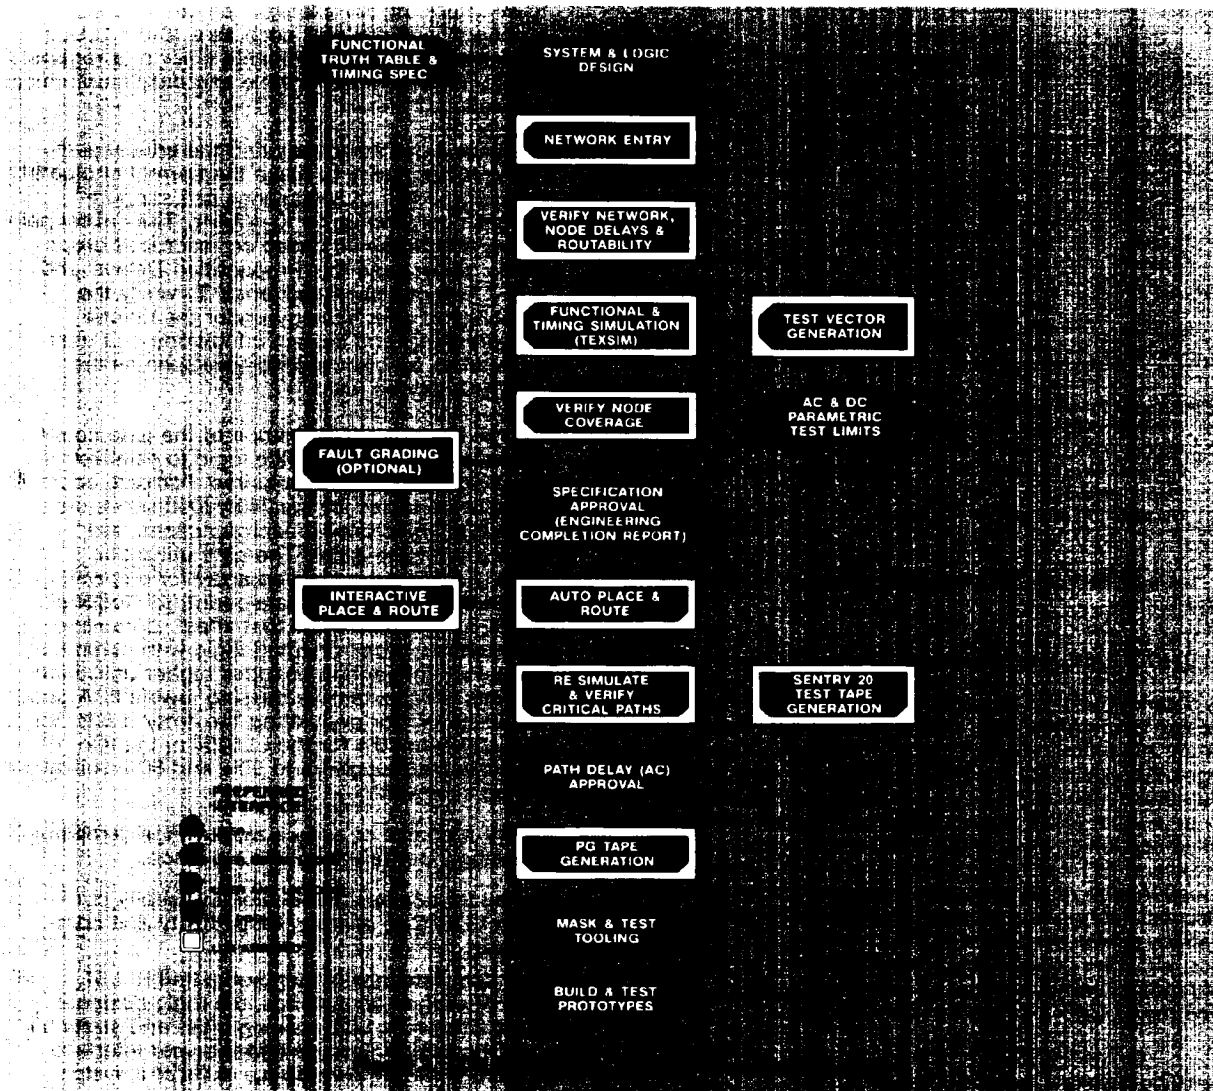 FUNCTIONAL
TRUTH TABLE &
TIMING SPEC
SYSTEM & LOGIC
DESIGN
NETWORK ENTRY
VERIFY NETWORK,
NODE DELAYS &
ROUTABILITY
FUNCTIONAL &
TIMING SIMULATION
(TEXSIM)
TEST VECTOR
GENERATION
VERIFY NODE
COVERAGE
AC & DC
PARAMETRIC
TEST LIMITS
FAULT GRADING
(OPTIONAL)
SPECIFICATION
APPROVAL
(ENGINEERING
COMPLETION REPORT)
INTERACTIVE
PLACE & ROUTE
AUTO PLACE &
ROUTE
RE SIMULATE
& VERIFY
CRITICAL PATHS
SENTRY 20
TEST TAPE
GENERATION
PATH DELAY (AC)
APPROVAL
PG TAPE
GENERATION
MASK & TEST
TOOLING
BUILD & TEST
PROTOTYPES